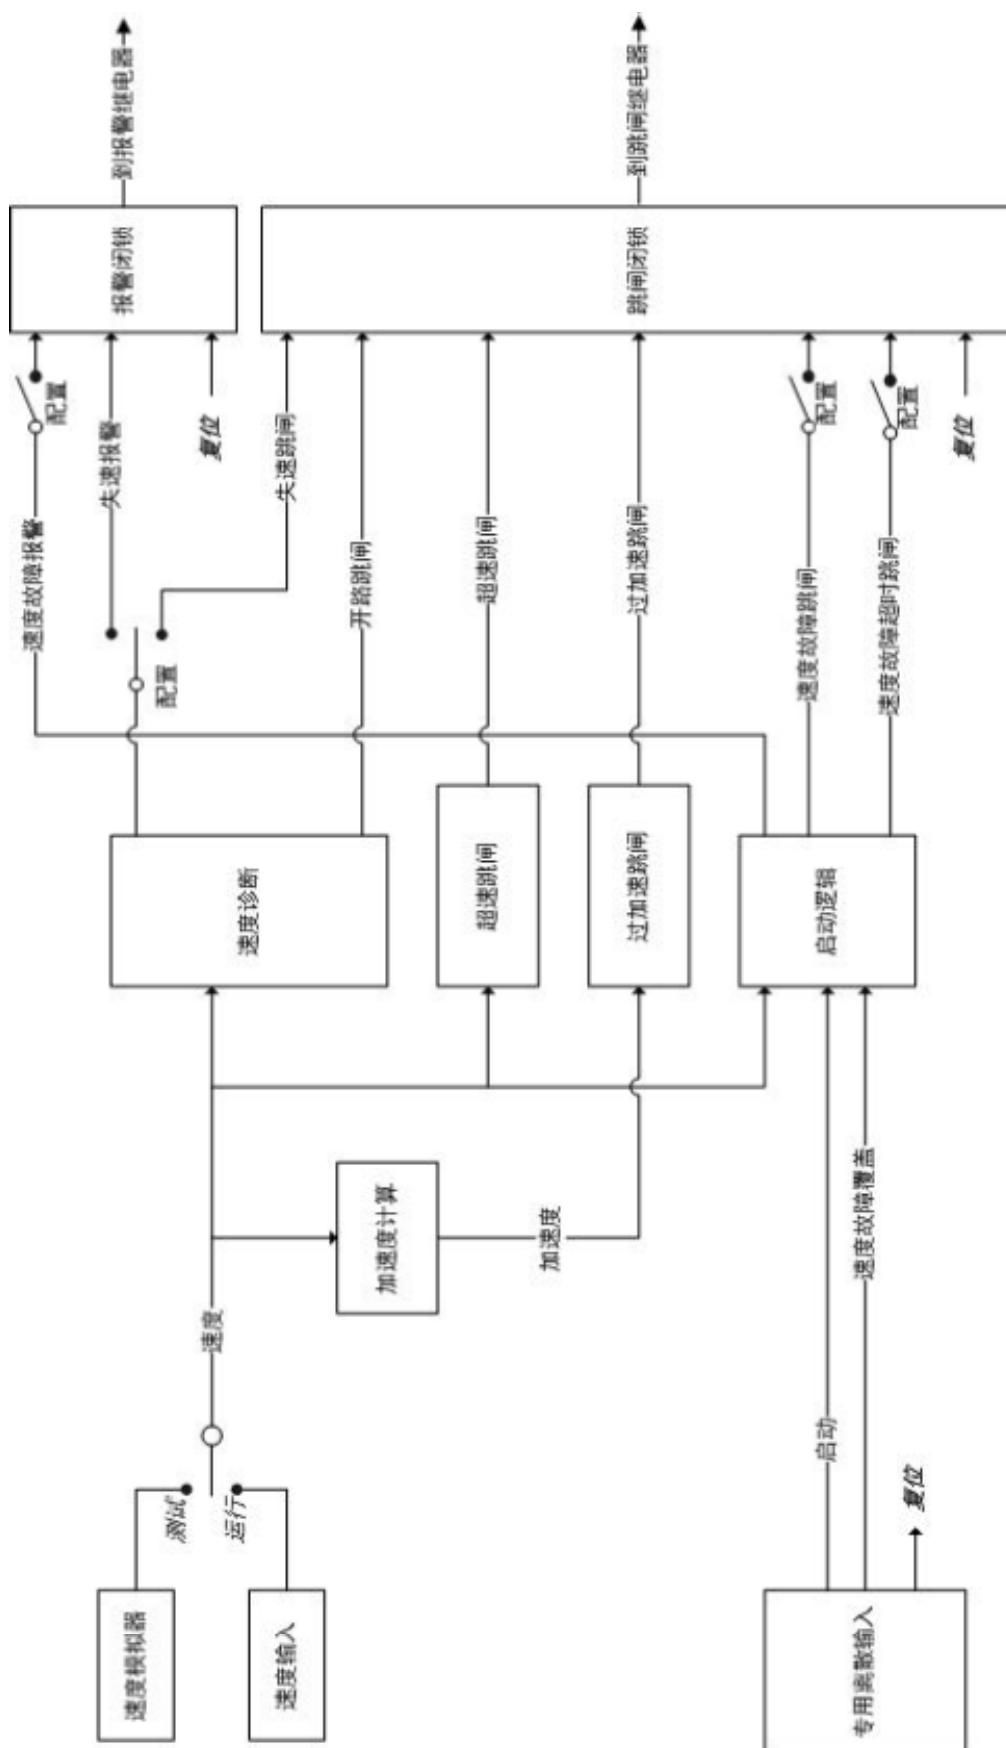 速度模拟器
速度输入
测试
运行
速度
加速度计算
加速度
速度诊断
超速跳闸
过加速跳闸
启动逻辑
专用离散输入
启动
速度故障覆盖
复位
速度故障报警
配置
失速报警
配置
复位
失速跳闸
开路跳闸
超速跳闸
过加速跳闸
速度故障跳闸
配置
速度故障超时跳闸
配置
复位
报警闭锁
到报警继电器
跳闸闭锁
到跳闸继电器